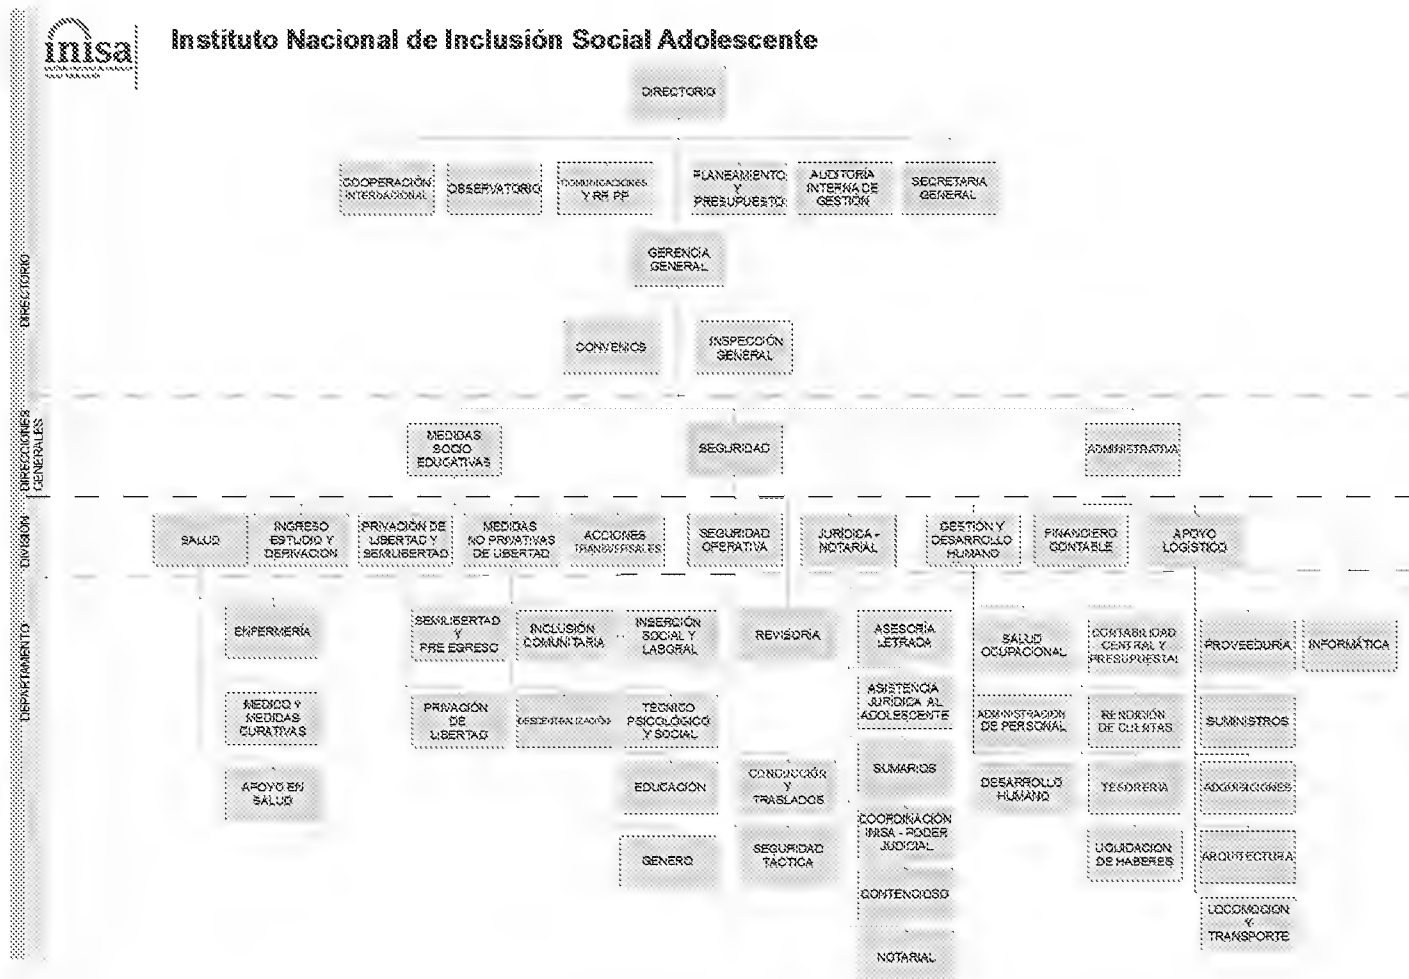 inisa
Instituto Nacional de Inclusión Social Adolescente
DIRECTORIO
COOPERACIÓN
INTERNACIONAL
OBSERVATORIO
COMUNICACIONES
Y RR PP
PLANEAMIENTO
Y
PRESUPUESTO
AUDITORÍA
INTERNA DE
GESTIÓN
SECRETARIA
GENERAL
GERENCIA
GENERAL
CONVENIOS
INSPECCIÓN
GENERAL
DIRECTORIO
DIRECCIONES
GENERALES
MEDIDAS
SOCIO
EDUCATIVAS
SEGURIDAD
ADMINISTRATIVA
DIVISIÓN
SALUD
INGRESO
ESTUDIO Y
DERIVACIÓN
PRIVACIÓN DE
LIBERTAD Y
SEMILIBERTAD
MEDIDAS
NO PRIVATIVAS
DE LIBERTAD
ACCIONES
TRANSVERSALES
SEGURIDAD
OPERATIVA
JURÍDICA -
NOTARIAL
GESTIÓN Y
DESARROLLO
HUMANO
FINANCIERO
CONTABLE
APOYO
LOGÍSTICO
DEPARTAMENTO
ENFERMERÍA
SEMILIBERTAD
Y
PRE EGRESO
INCLUSIÓN
COMUNITARIA
INSERCIÓN
SOCIAL Y
LABORAL
REVISORÍA
ASESORÍA
LETRADA
SALUD
OCUPACIONAL
CONTABILIDAD
CENTRAL Y
PRESUPUESTAL
PROVEEDURÍA
INFORMÁTICA
MEDICO Y
MEDIDAS
CURATIVAS
PRIVACIÓN
DE
LIBERTAD
DESCENTRALIZACIÓN
TÉCNICO
PSICOLÓGICO
Y SOCIAL
ASISTENCIA
JURÍDICA AL
ADOLESCENTE
ADMINISTRACIÓN
DE PERSONAL
RENDICIÓN
DE CUENTAS
SUMINISTROS
APOYO EN
SALUD
EDUCACIÓN
CONDUCCIÓN
Y
TRASLADOS
SUMARIOS
DESARROLLO
HUMANO
TESORERÍA
ADQUISICIONES
GENERO
SEGURIDAD
TACTICA
COORDINACIÓN
INISA - PODER
JUDICIAL
LIQUIDACIÓN
DE HABERES
ARQUITECTURA
CONTENCIOSO
LOCOMOCIÓN
Y
TRANSPORTE
NOTARIAL